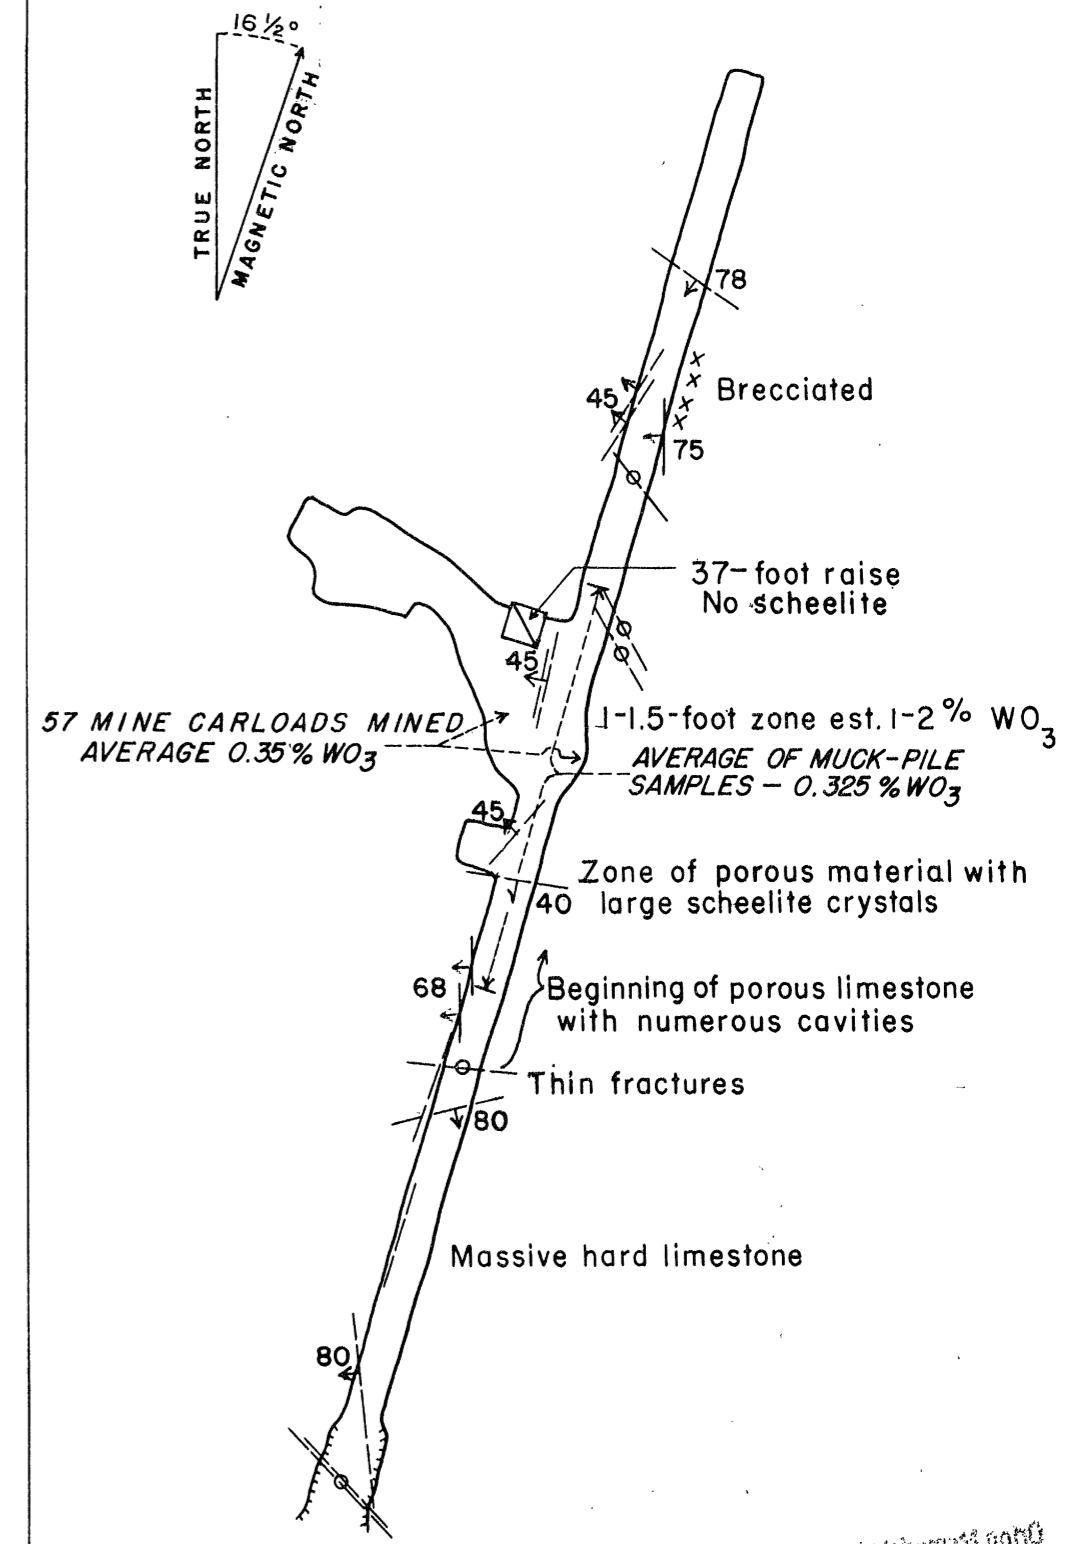 16 ½°
TRUE NORTH
MAGNETIC NORTH
78
45
Brecciated
75
37-foot raise
No scheelite
45
57 MINE CARLOADS MINED
AVERAGE 0.35% WO3
1-1.5-foot zone est. 1-2% WO3
AVERAGE OF MUCK-PILE
SAMPLES - 0.325 % WO3
45
Zone of porous material with
large scheelite crystals
40
68
Beginning of porous limestone
with numerous cavities
Thin fractures
80
Massive hard limestone
80